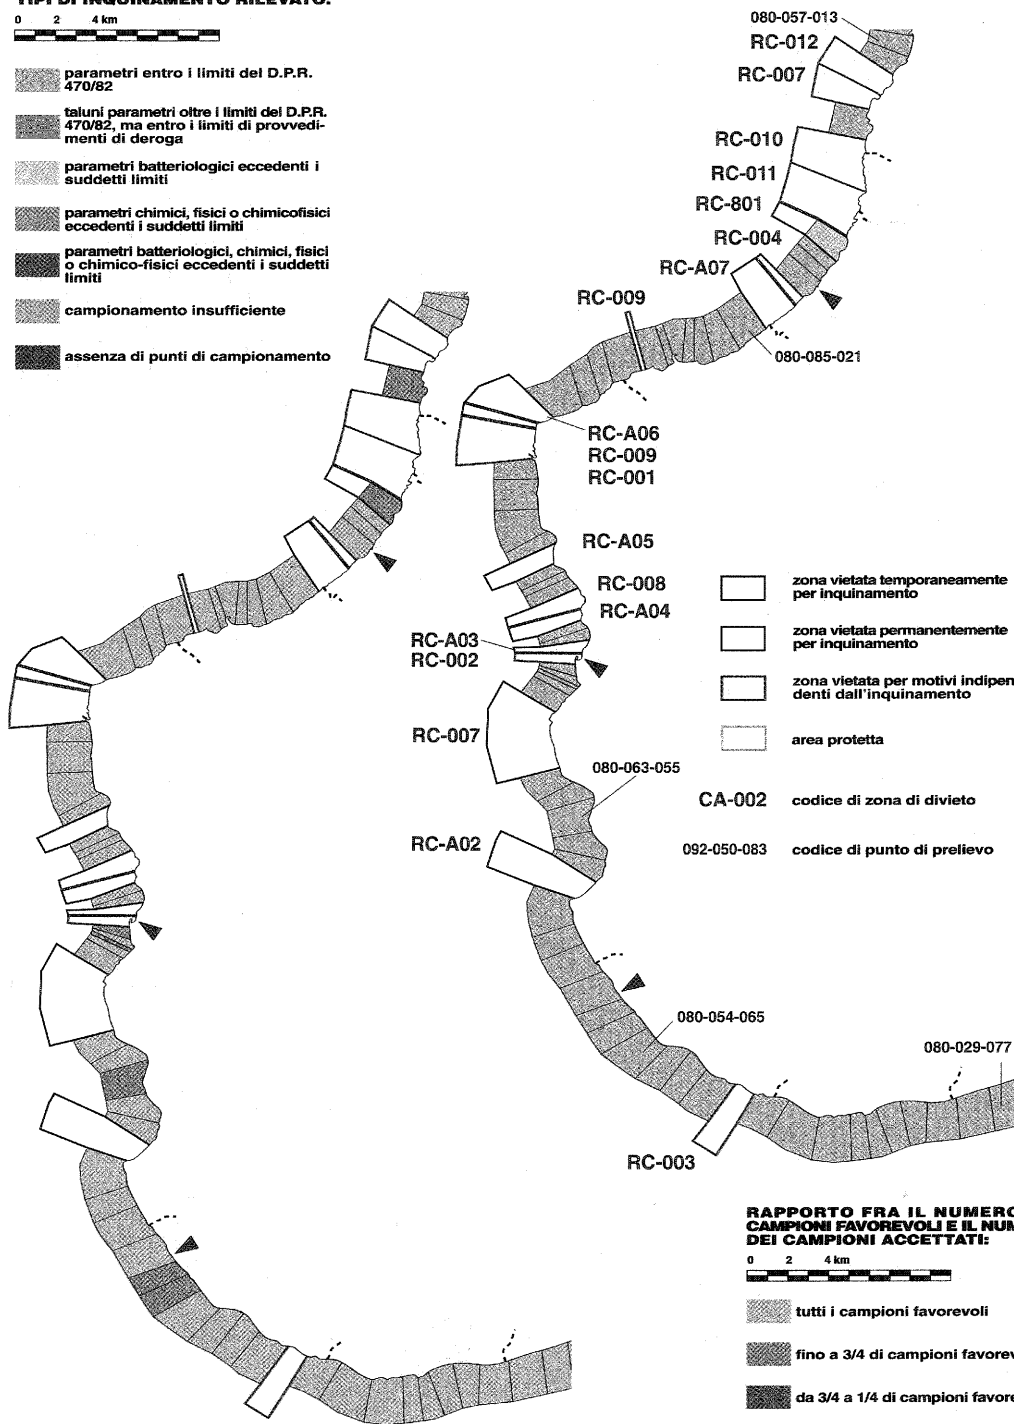 TIPI DI INQUINAMENTO RILEVATO:
0 2 4 km
parametri entro i limiti del D.P.R.
470/82
taluni parametri oltre i limiti del D.P.R.
470/82, ma entro i limiti di provvedi-
menti di deroga
parametri batteriologici eccedenti i
suddetti limiti
parametri chimici, fisici o chimicofisici
eccedenti i suddetti limiti
parametri batteriologici, chimici, fisici
o chimico-fisici eccedenti i suddetti
limiti
campionamento insufficiente
assenza di punti di campionamento
080-057-013
RC-012
RC-007
RC-010
RC-011
RC-801
RC-004
RC-A07
RC-009
080-085-021
RC-A06
RC-009
RC-001
RC-A05
RC-008
RC-A04
RC-A03
RC-002
RC-007
080-063-055
RC-A02
080-054-065
080-029-077
RC-003
zona vietata temporaneamente
per inquinamento
zona vietata permanentemente
per inquinamento
zona vietata per motivi indipen
denti dall'inquinamento
area protetta
CA-002 codice di zona di divieto
092-050-083 codice di punto di prelievo
RAPPORTO FRA IL NUMERO
CAMPIONI FAVOREVOLI E IL NUM
DEI CAMPIONI ACCETTATI:
0 2 4 km
tutti i campioni favorevoli
fino a 3/4 di campioni favorev
da 3/4 a 1/4 di campioni favore